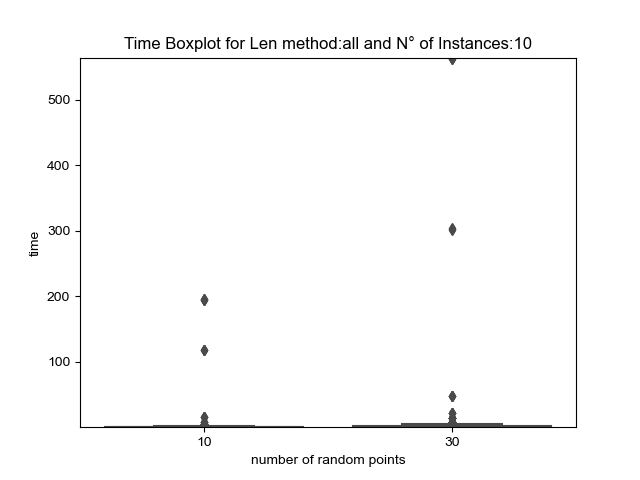 Time Boxplot for Len method:all and N° of Instances:10
500
400
300
200
100
time
10 30
number of random points